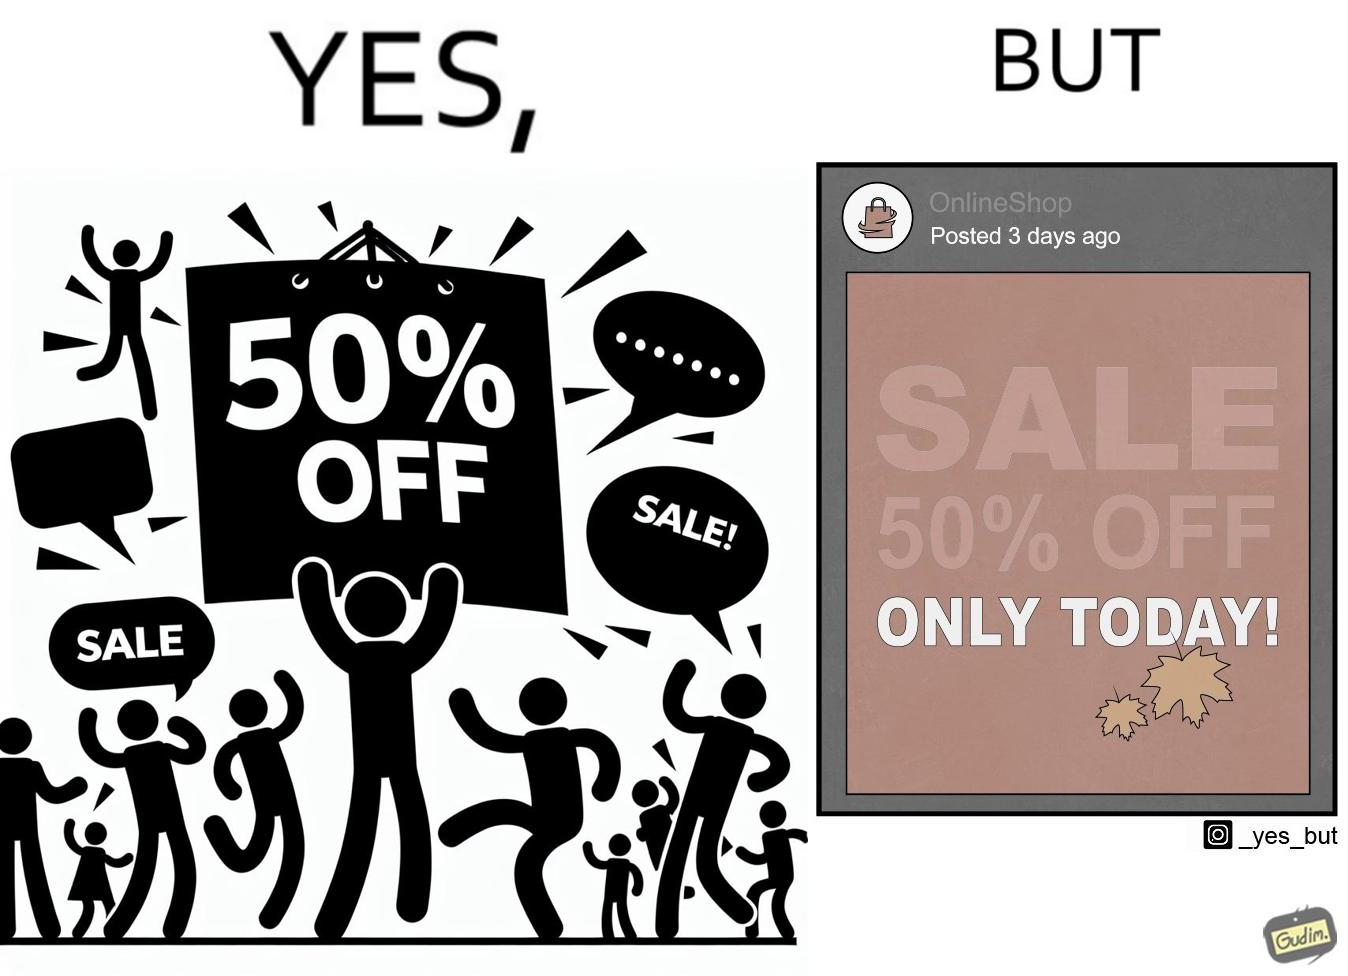 YES,
BUT
50%
OFF
SALE!
SALE
OnlineShop
Posted 3 days ago
SALE
50% OFF
ONLY TODAY!
_yes_but
Gudim.